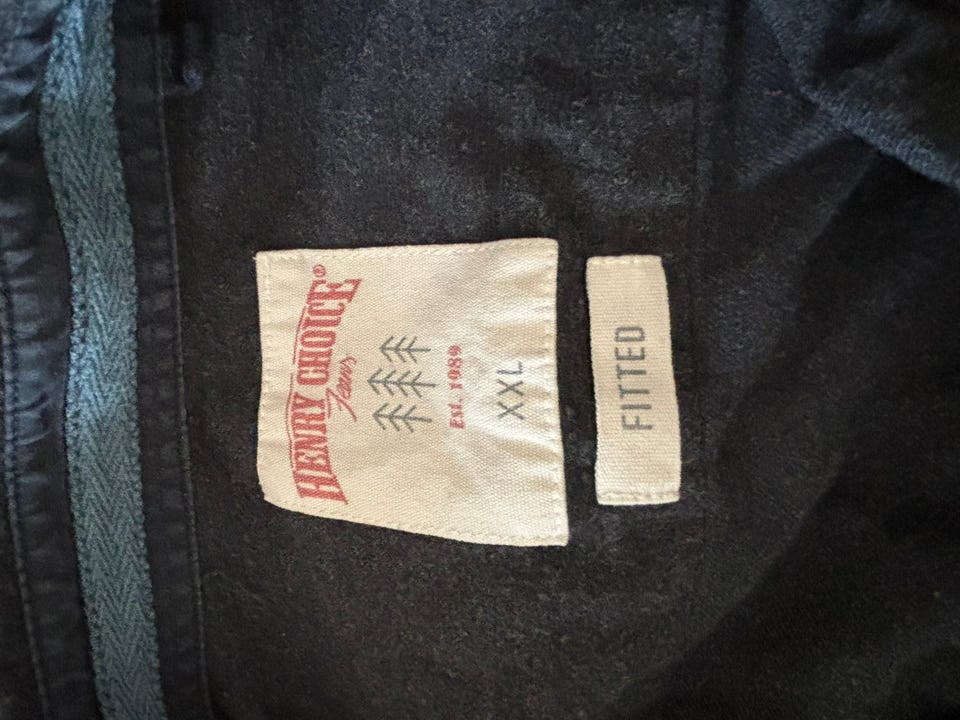 HENRY CHOICE®
Jeans
Est. 1989
XXL
FITTED